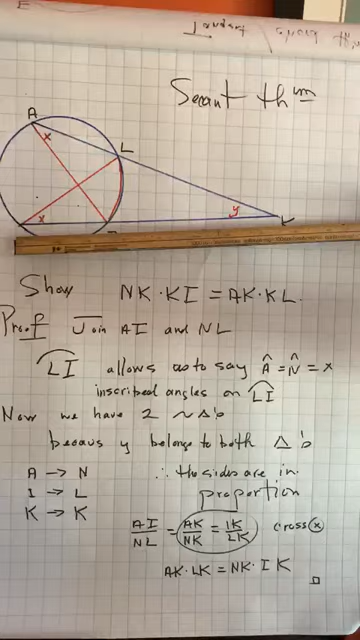 E
Secant thm
A
x
L
x
y
K
Show NK · KI = AK · KL.
Proof Join AI and NL
LI allows us to say Â = N̂ = x
inscribed angles on LI
Now we have 2 ~ Δ's
becaus y belongs to both Δ's
A → N ∴ the sides are in
I → L proportion
K → K
AI/NL = AK/NK = IK/LK cross ⓧ
AK · LK = NK · IK